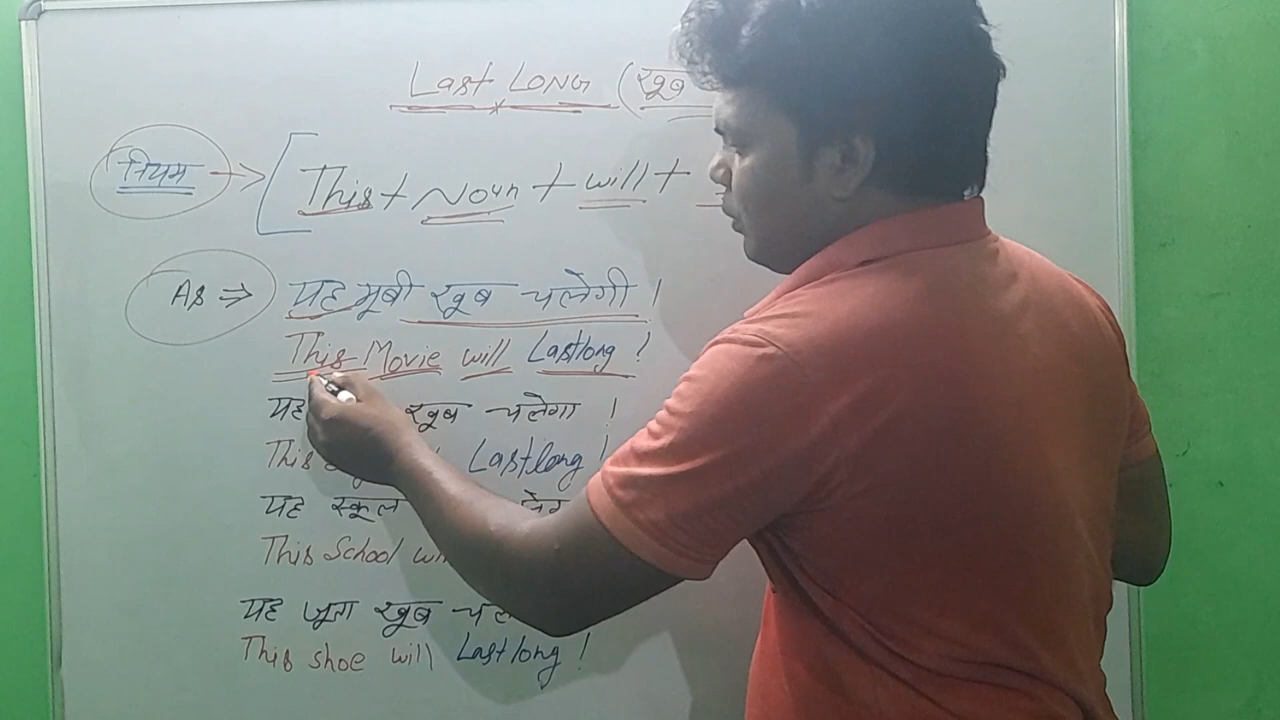 Last LONG (खूब
नियम → [ This + Noun + will +
As ⇒ यह मूबी खूब चलेगी।
This Movie will Lastlong!
यह खूब चलेगा !
This Lastlong!
यह स्कूल
This School
यह जूता खूब
This shoe will Lastlong!